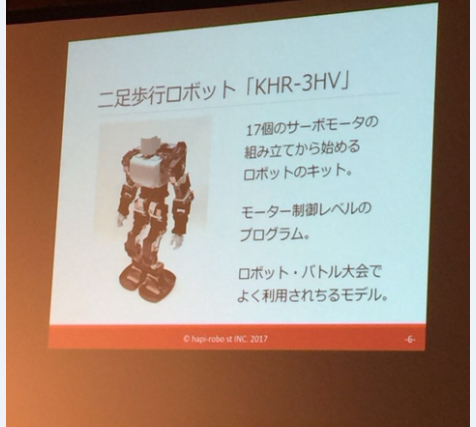 二足歩行ロボット「KHR-3HV」
17個のサーボモータの
組み立てから始める
ロボットのキット。
モーター制御レベルの
プログラム。
ロボット・バトル大会で
よく利用されちるモデル。
© hapi-robo st INC. 2017
-6-